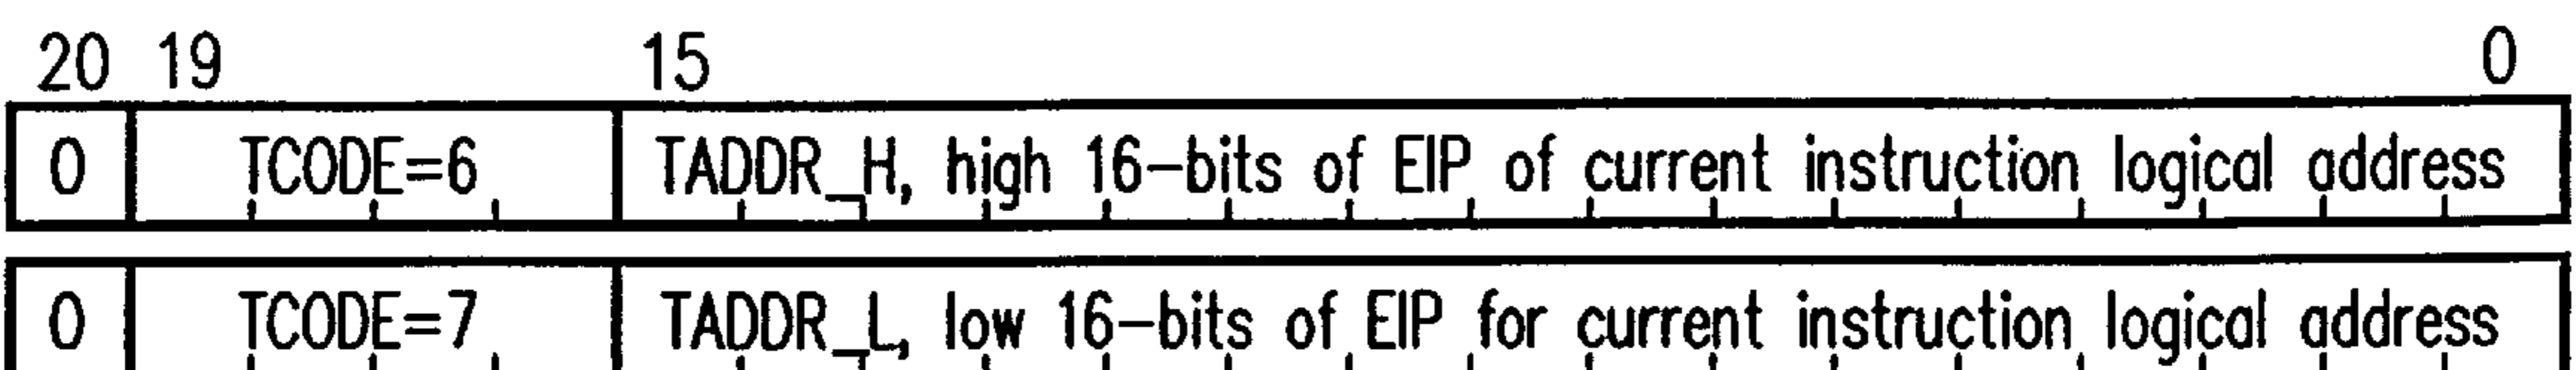 20 19 15 0
0 TCODE=6 TADDR_H, high 16-bits of EIP of current instruction logical address
0 TCODE=7 TADDR_L, low 16-bits of EIP for current instruction logical address